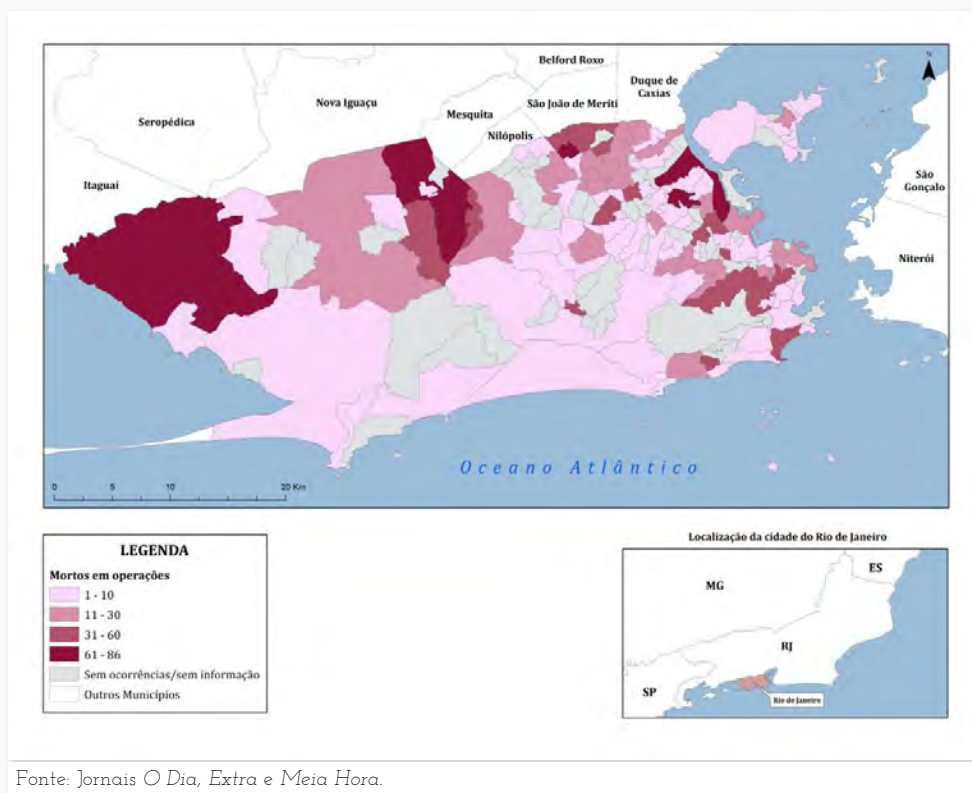 Belford Roxo
Duque de
Caxias
Nova Iguaçu
Mesquita
São João de Meriti
Seropédica
Nilópolis
Itaguaí
São
Gonçalo
Niterói
N
Oceano Atlântico
0 5 10 20 Km
LEGENDA
Mortos em operações
1 - 10
11 - 30
31 - 60
61 - 86
Sem ocorrências/sem informação
Outros Municípios
Localização da cidade do Rio de Janeiro
ES
MG
RJ
SP
Rio de Janeiro
Fonte: Jornais O Dia, Extra e Meia Hora.